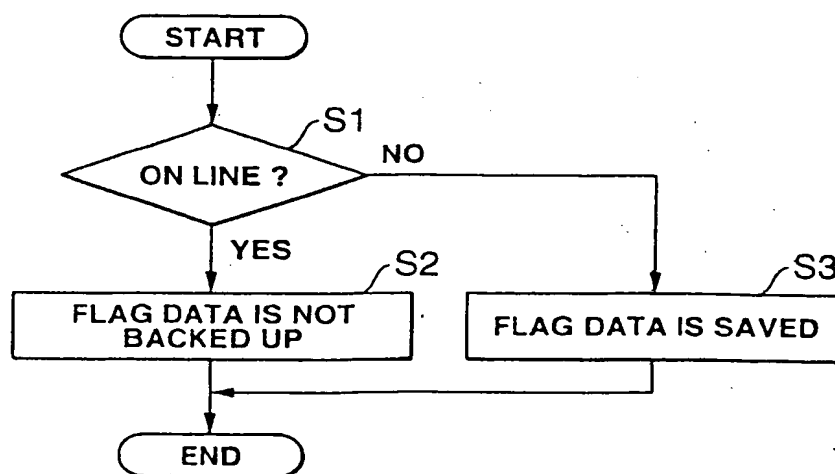 START
S1
ON LINE ?
NO
YES
S2
FLAG DATA IS NOT
BACKED UP
S3
FLAG DATA IS SAVED
END